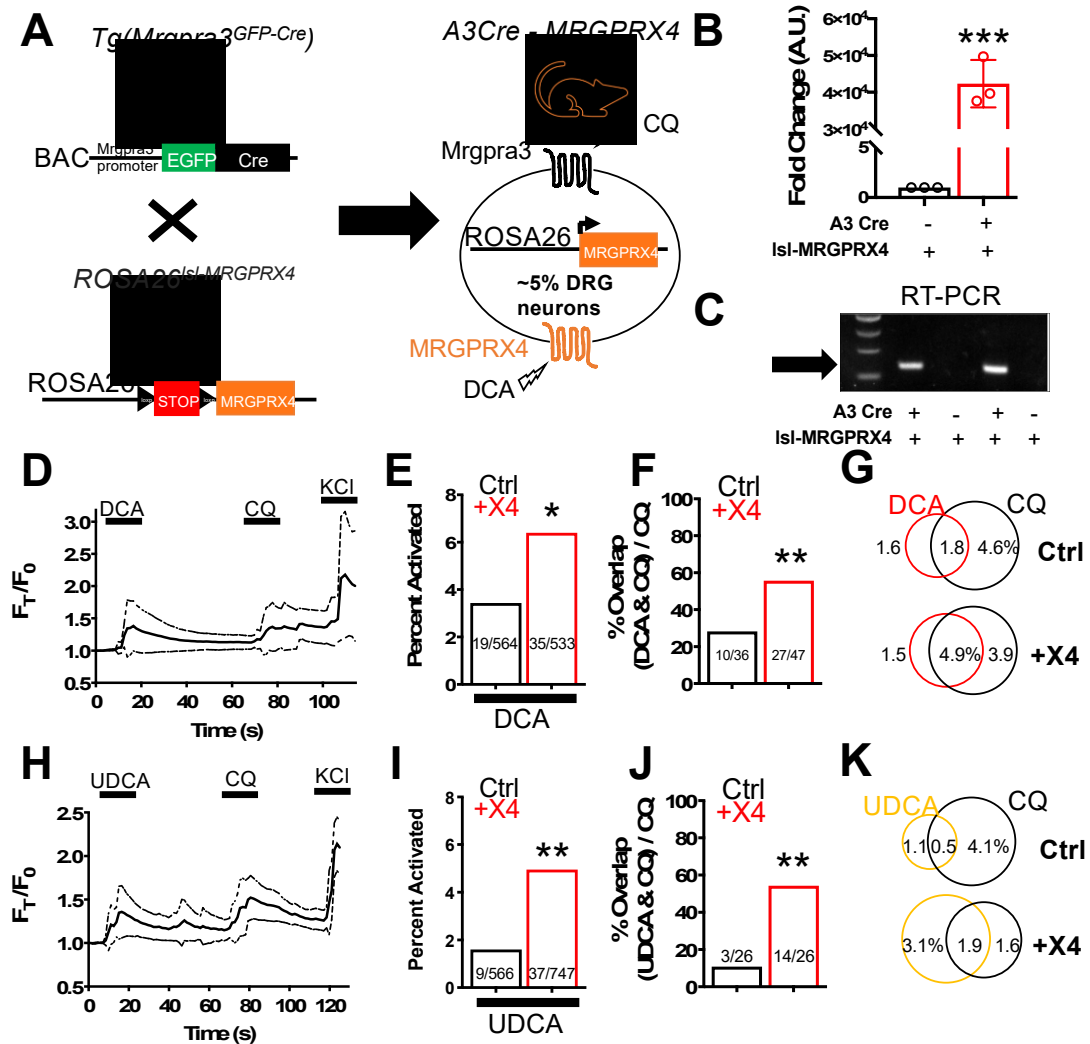 A
Tg(Mrgpra3GFP-Cre)
BAC
Mrgpra3
promoter
EGFP
Cre
ROSA26lsl-MRGPRX4
ROSA26
loxp
STOP
loxp
MRGPRX4
A3Cre - MRGPRX4
CQ
Mrgpra3
ROSA26
MRGPRX4
~5% DRG
neurons
MRGPRX4
DCA
B
Fold Change (A.U.)
6×10⁴
5×10⁴
4×10⁴
3×10⁴
5
0
***
A3 Cre - +
lsl-MRGPRX4 + +
C
RT-PCR
A3 Cre + - + -
lsl-MRGPRX4 + + + +
D
DCA
CQ
KCl
FT/F0
3.0
2.5
2.0
1.5
1.0
0.5
0 20 40 60 80 100
Time (s)
E
Ctrl
+X4
*
Percent Activated
8
6
4
2
0
19/564 35/533
DCA
F
Ctrl
+X4
**
% Overlap
(DCA & CQ) / CQ
100
80
60
40
20
0
10/36 27/47
G
DCA
CQ
1.6 1.8 4.6%
Ctrl
1.5 4.9% 3.9
+X4
H
UDCA
CQ
KCl
FT/F0
2.5
2.0
1.5
1.0
0.5
0 20 40 60 80 100 120
Time (s)
I
Ctrl
+X4
**
Percent Activated
8
6
4
2
0
9/566 37/747
UDCA
J
Ctrl
+X4
**
% Overlap
(UDCA & CQ) / CQ
100
80
60
40
20
0
3/26 14/26
K
UDCA
CQ
1.1 0.5 4.1%
Ctrl
3.1% 1.9 1.6
+X4